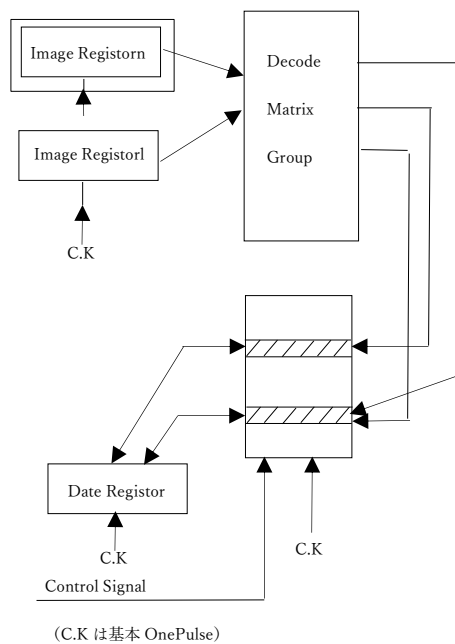 Image Registorn
Decode
Matrix
Group
Image Registorl
C.K
Date Registor
C.K
C.K
Control Signal
（C.K は基本 OnePulse）